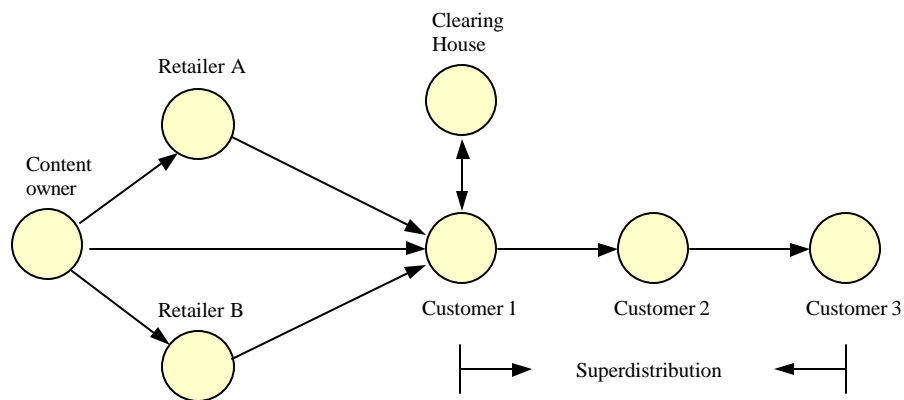 Clearing
House
Retailer A
Content
owner
Retailer B
Customer 1
Customer 2
Customer 3
Superdistribution